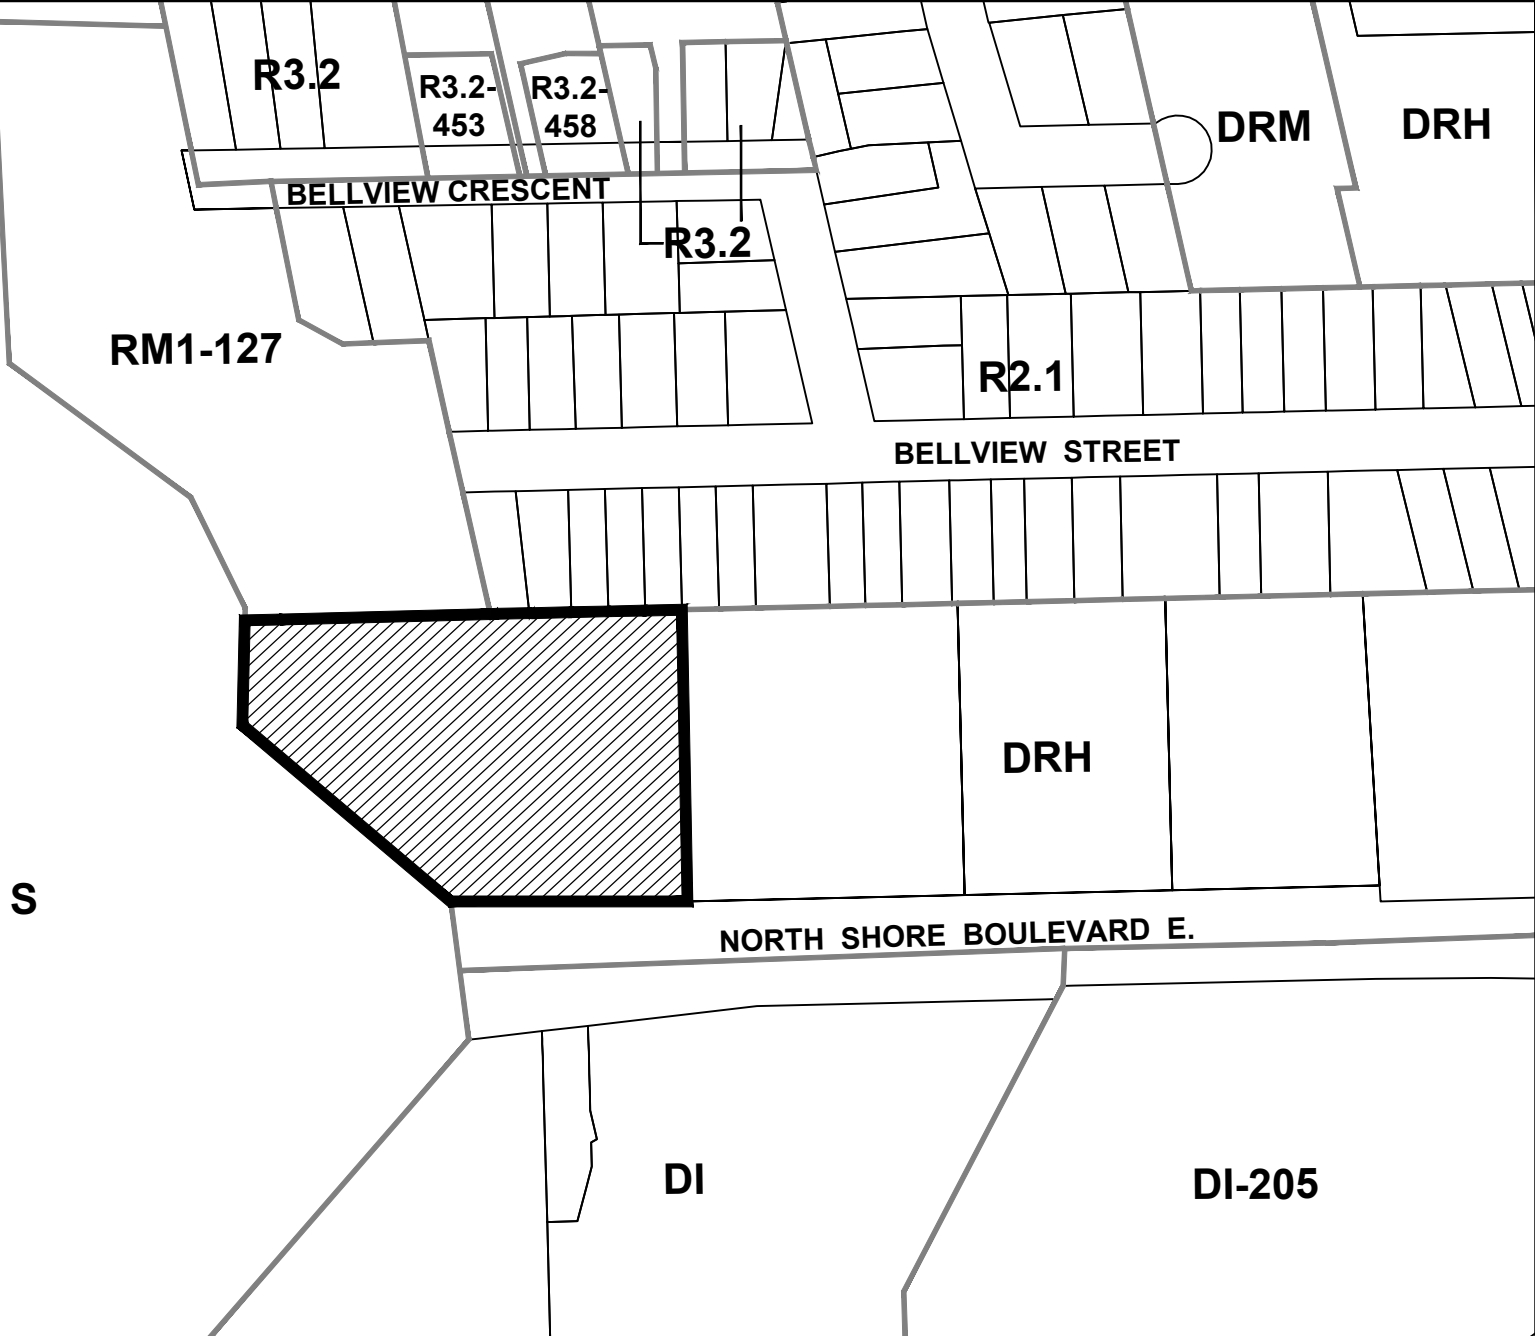 R3.2
R3.2-
453
R3.2-
458
DRM
DRH
BELLVIEW CRESCENT
R3.2
RM1-127
R2.1
BELLVIEW STREET
DRH
S
NORTH SHORE BOULEVARD E.
DI
DI-205